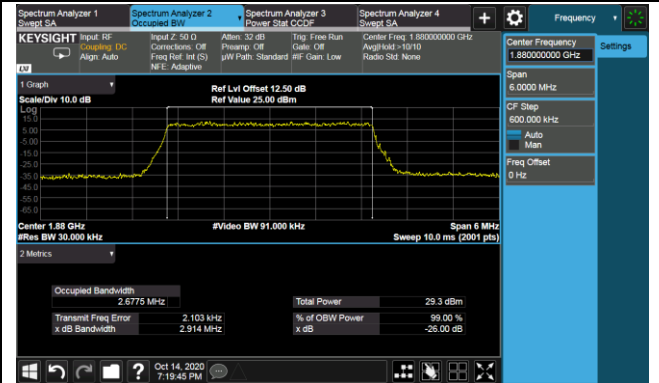 Spectrum Analyzer 1
Swept SA
Spectrum Analyzer 2
Occupied BW
Spectrum Analyzer 3
Power Stat CCDF
Spectrum Analyzer 4
Swept SA
+
Frequency
KEYSIGHT
Input: RF
Coupling: DC
Align: Auto
Input Z: 50 Ω
Corrections: Off
Freq Ref: Int (S)
NFE: Adaptive
Atten: 32 dB
Preamp: Off
µW Path: Standard
Trig: Free Run
Gate: Off
#IF Gain: Low
Center Freq: 1.880000000 GHz
Avg|Hold:>10/10
Radio Std: None
LXI
Center Frequency
1.880000000 GHz
Settings
Span
6.0000 MHz
CF Step
600.000 kHz
Auto
Man
Freq Offset
0 Hz
1 Graph
Scale/Div 10.0 dB
Ref Lvl Offset 12.50 dB
Ref Value 25.00 dBm
Log
15.0
5.00
-5.00
-15.0
-25.0
-35.0
-45.0
-55.0
-65.0
Center 1.88 GHz
#Res BW 30.000 kHz
#Video BW 91.000 kHz
Span 6 MHz
Sweep 10.0 ms (2001 pts)
2 Metrics
Occupied Bandwidth
2.6775 MHz
Total Power 29.3 dBm
Transmit Freq Error 2.103 kHz
% of OBW Power 99.00 %
x dB Bandwidth 2.914 MHz
x dB -26.00 dB
?
Oct 14, 2020
7:19:45 PM